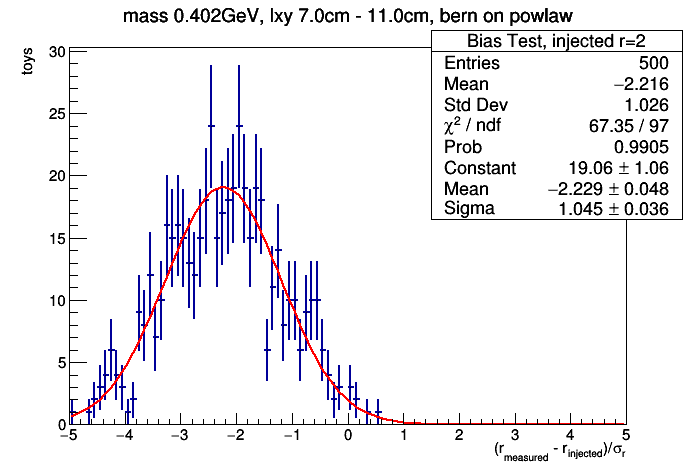 mass 0.402GeV, lxy 7.0cm - 11.0cm, bern on powlaw
toys
Bias Test, injected r=2
Entries 500
Mean −2.216
Std Dev 1.026
χ² / ndf 67.35 / 97
Prob 0.9905
Constant 19.06 ± 1.06
Mean −2.229 ± 0.048
Sigma 1.045 ± 0.036
30
25
20
15
10
5
0
−5 −4 −3 −2 −1 0 1 2 3 4 5
(r_measured - r_injected)/σ_r